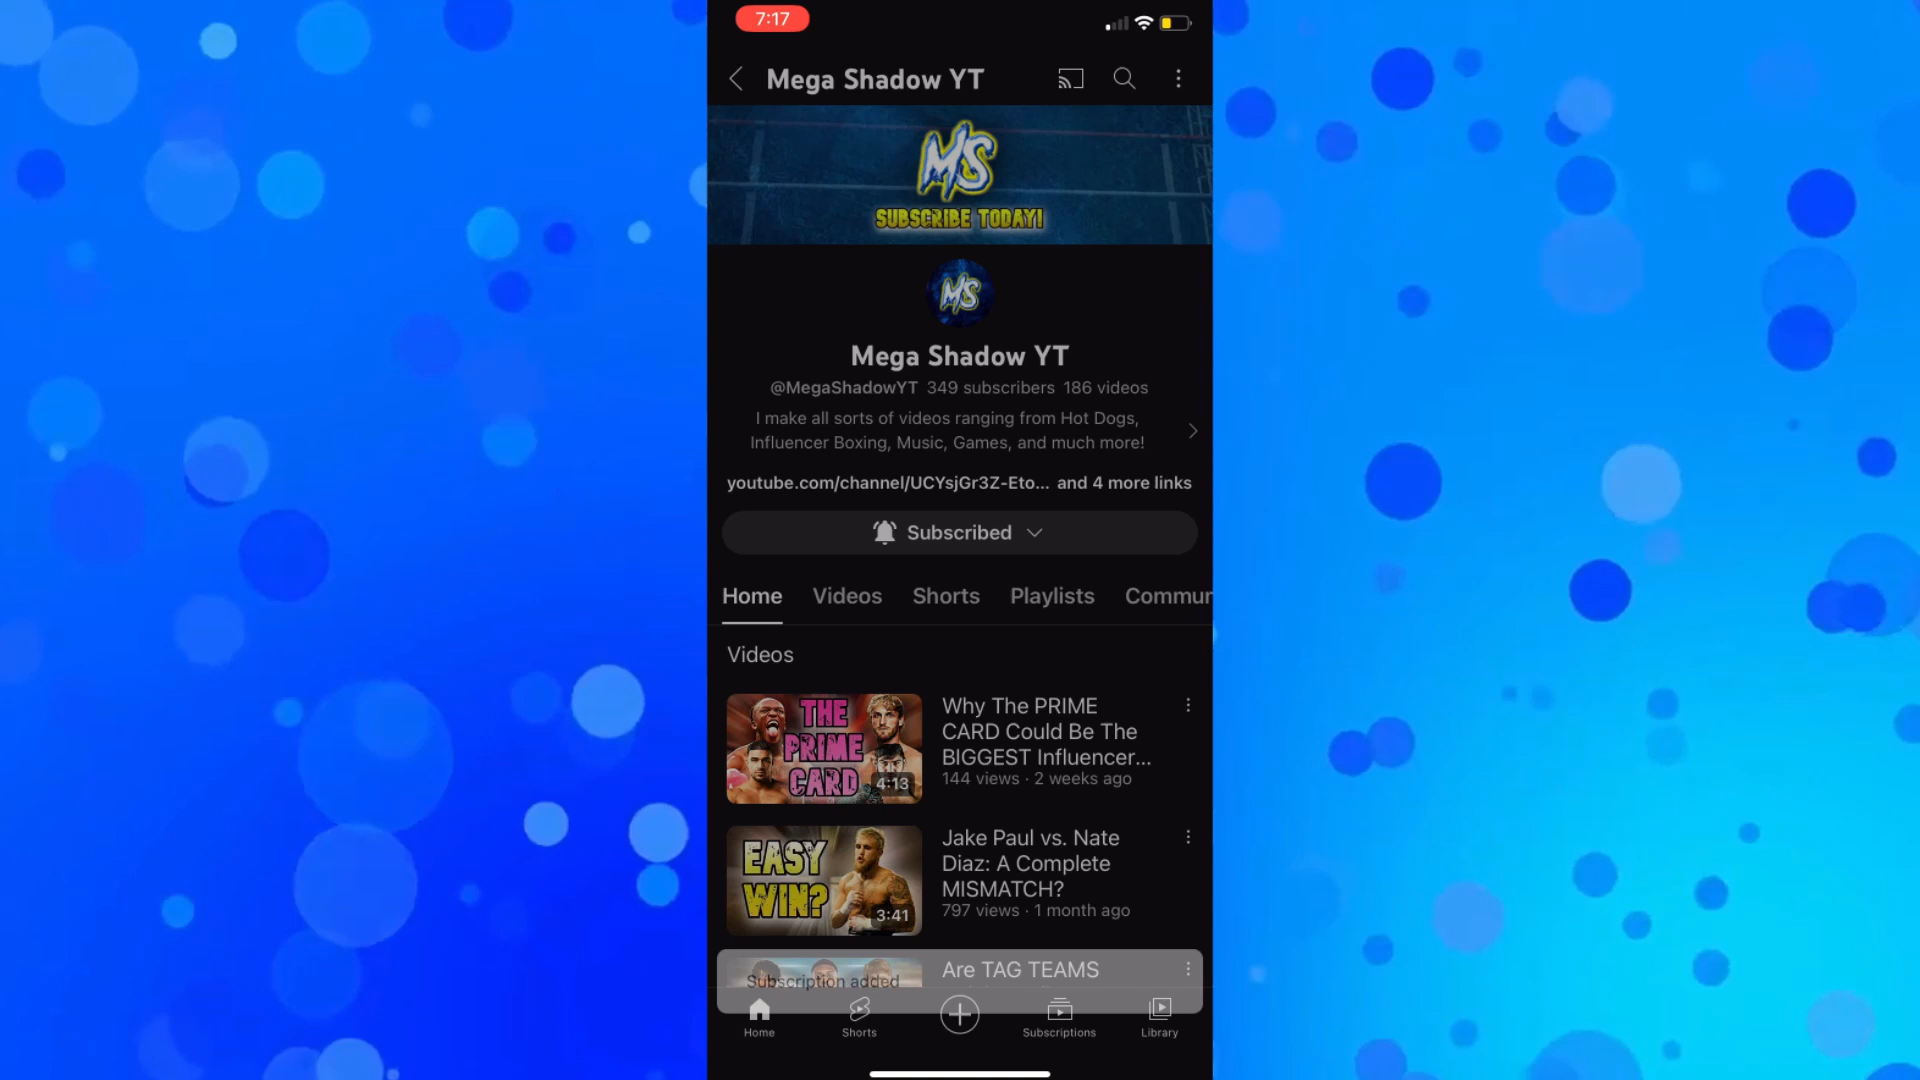 7:17
Mega Shadow YT
MS
SUBSCRIBE TODAY!
MS
Mega Shadow YT
@MegaShadowYT 349 subscribers 186 videos
I make all sorts of videos ranging from Hot Dogs,
Influencer Boxing, Music, Games, and much more!
youtube.com/channel/UCYsjGr3Z-Eto... and 4 more links
Subscribed
Home Videos Shorts Playlists Commun
Videos
THE
PRIME
CARD
4:13
Why The PRIME
CARD Could Be The
BIGGEST Influencer...
144 views · 2 weeks ago
EASY
WIN?
3:41
Jake Paul vs. Nate
Diaz: A Complete
MISMATCH?
797 views · 1 month ago
Subscription added
Are TAG TEAMS
Home Shorts Subscriptions Library